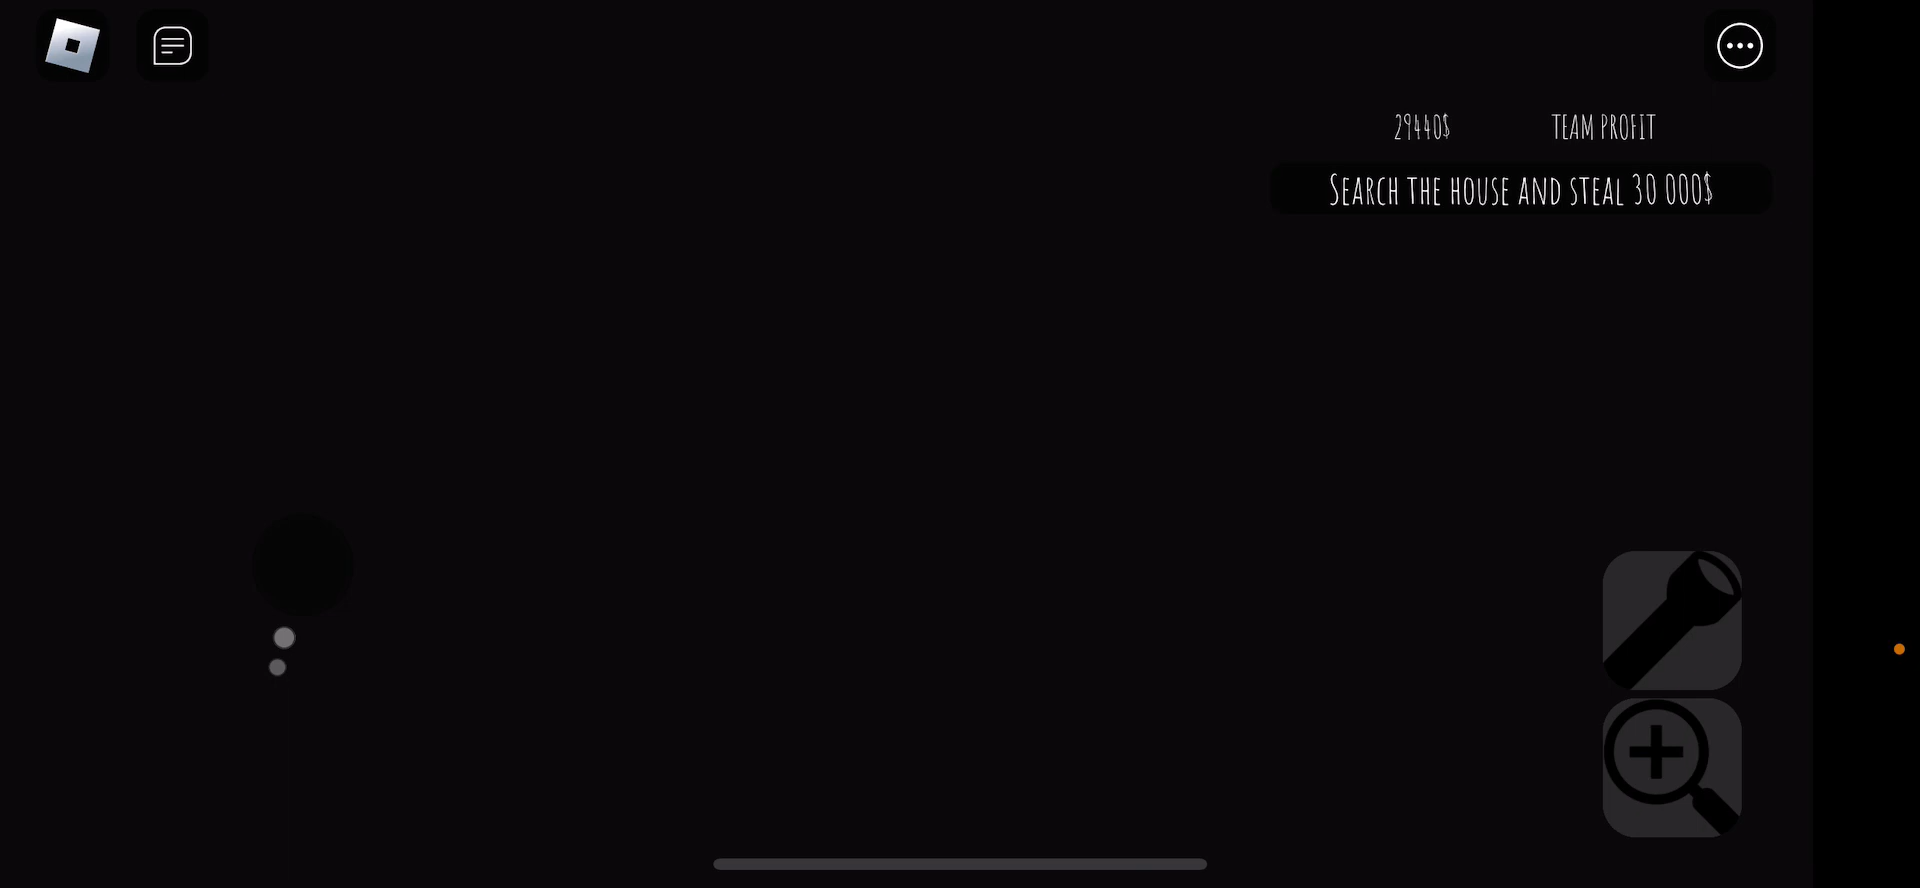 29440$ TEAM PROFIT
Search the house and steal 30 000$